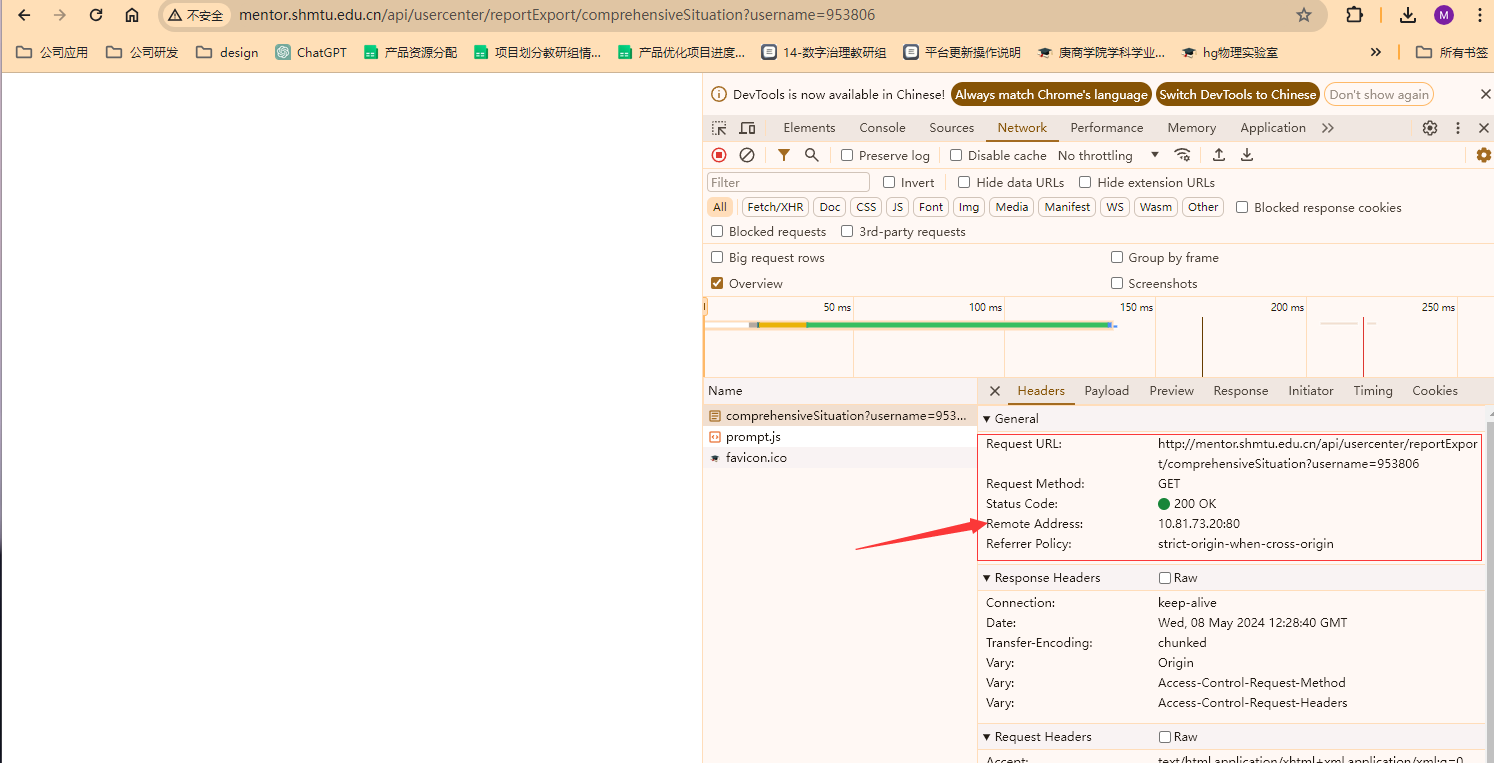 不安全 mentor.shmtu.edu.cn/api/usercenter/reportExport/comprehensiveSituation?username=953806 M
公司应用 公司研发 design ChatGPT 产品资源分配 项目划分教研组情... 产品优化项目进度... 14-数字治理教研组 平台更新操作说明 庚商学院学科学业... hg物理实验室 » 所有书签
DevTools is now available in Chinese! Always match Chrome's language Switch DevTools to Chinese Don't show again
Elements Console Sources Network Performance Memory Application
Preserve log Disable cache No throttling
Filter Invert Hide data URLs Hide extension URLs
All Fetch/XHR Doc CSS JS Font Img Media Manifest WS Wasm Other Blocked response cookies
Blocked requests 3rd-party requests
Big request rows Group by frame
Overview Screenshots
50 ms 100 ms 150 ms 200 ms 250 ms
Name Headers Payload Preview Response Initiator Timing Cookies
comprehensiveSituation?username=953...
prompt.js
favicon.ico
General
Request URL: http://mentor.shmtu.edu.cn/api/usercenter/reportExpor
t/comprehensiveSituation?username=953806
Request Method: GET
Status Code: 200 OK
Remote Address: 10.81.73.20:80
Referrer Policy: strict-origin-when-cross-origin
Response Headers Raw
Connection: keep-alive
Date: Wed, 08 May 2024 12:28:40 GMT
Transfer-Encoding: chunked
Vary: Origin
Vary: Access-Control-Request-Method
Vary: Access-Control-Request-Headers
Request Headers Raw
Accept: text/html,application/xhtml+xml,application/xml;q=0